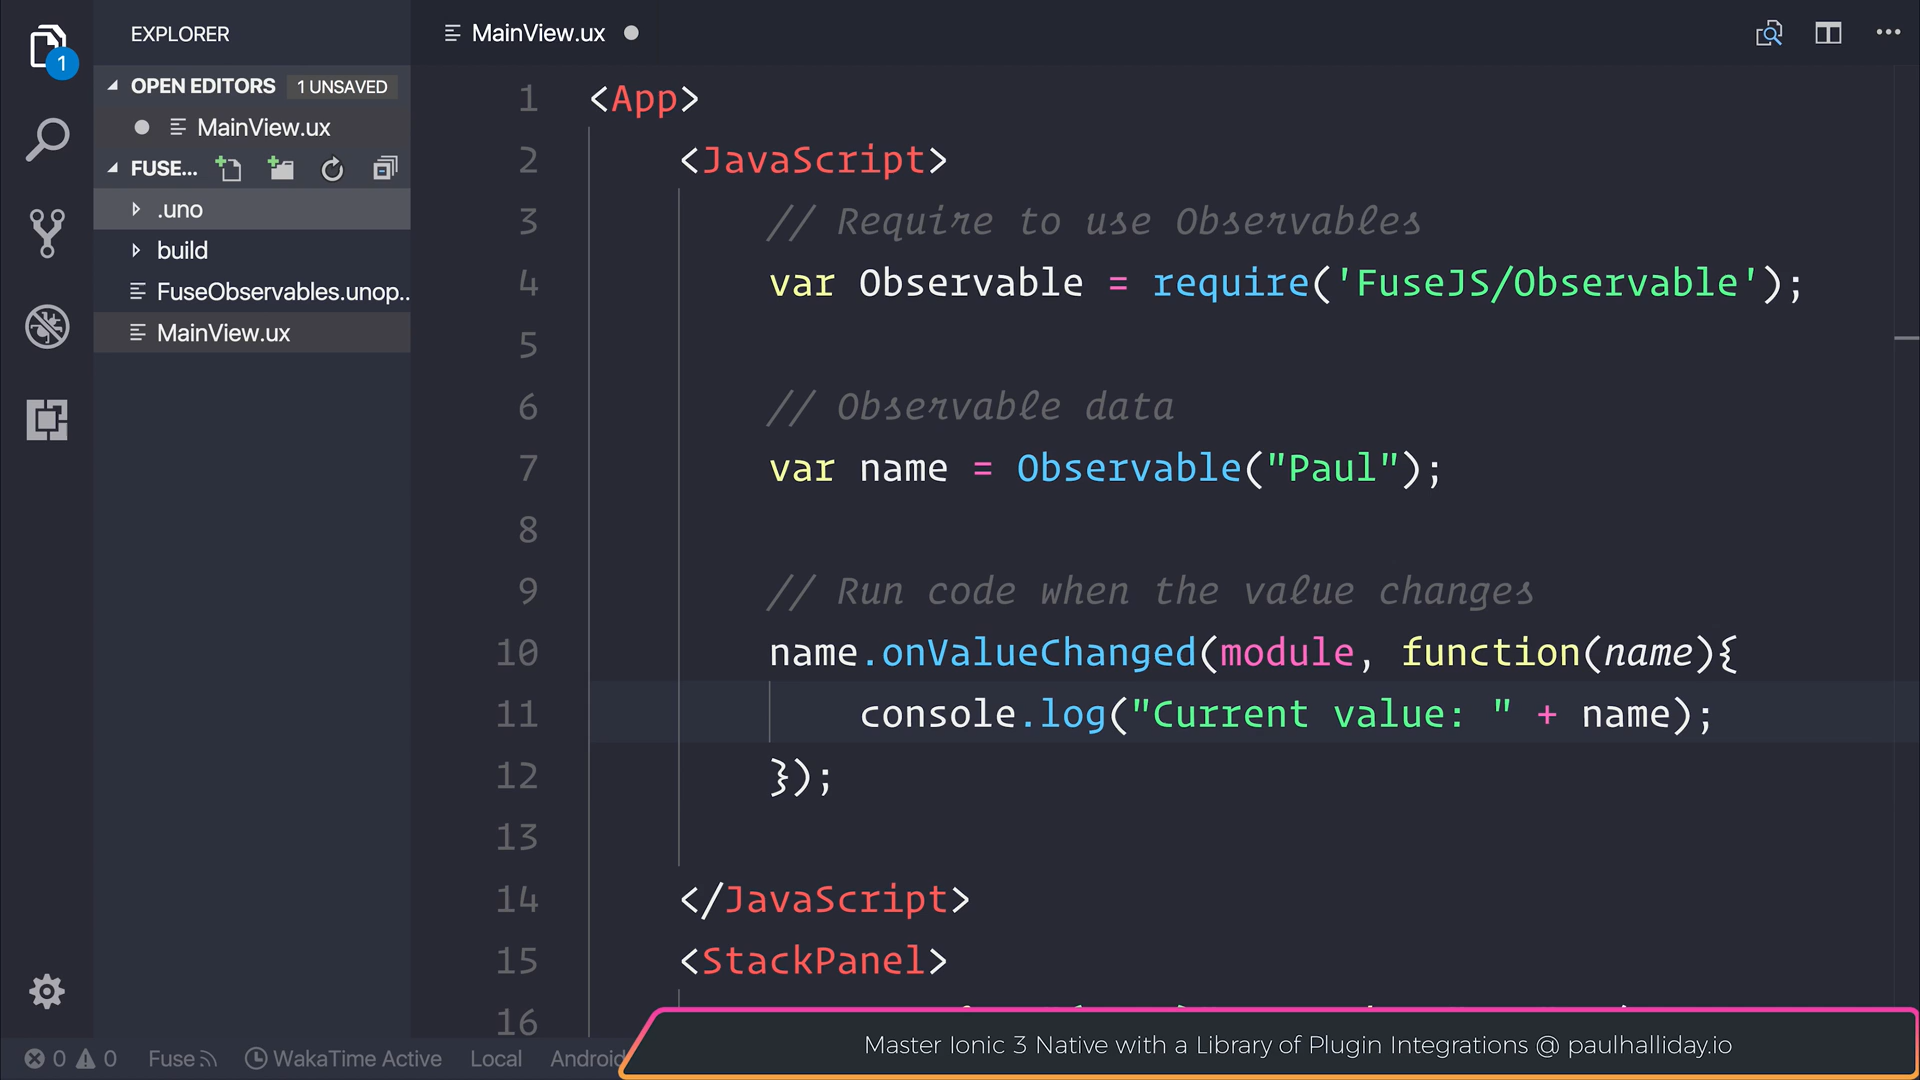 EXPLORER
MainView.ux
1
OPEN EDITORS 1 UNSAVED
MainView.ux
FUSE...
.uno
build
FuseObservables.unop..
MainView.ux
1 <App>
2 <JavaScript>
3 // Require to use Observables
4 var Observable = require('FuseJS/Observable');
5
6 // Observable data
7 var name = Observable("Paul");
8
9 // Run code when the value changes
10 name.onValueChanged(module, function(name){
11 console.log("Current value: " + name);
12 });
13
14 </JavaScript>
15 <StackPanel>
16
0 0 Fuse WakaTime Active Local Android
Master Ionic 3 Native with a Library of Plugin Integrations @ paulhalliday.io